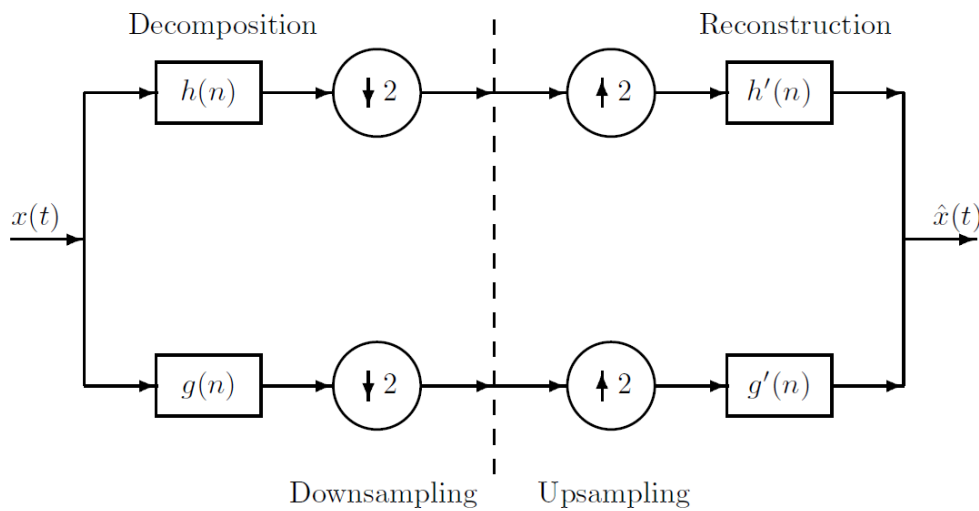 Decomposition Reconstruction
h(n) ↓ 2 ↑ 2 h′(n)
x(t) x̂(t)
g(n) ↓ 2 ↑ 2 g′(n)
Downsampling Upsampling